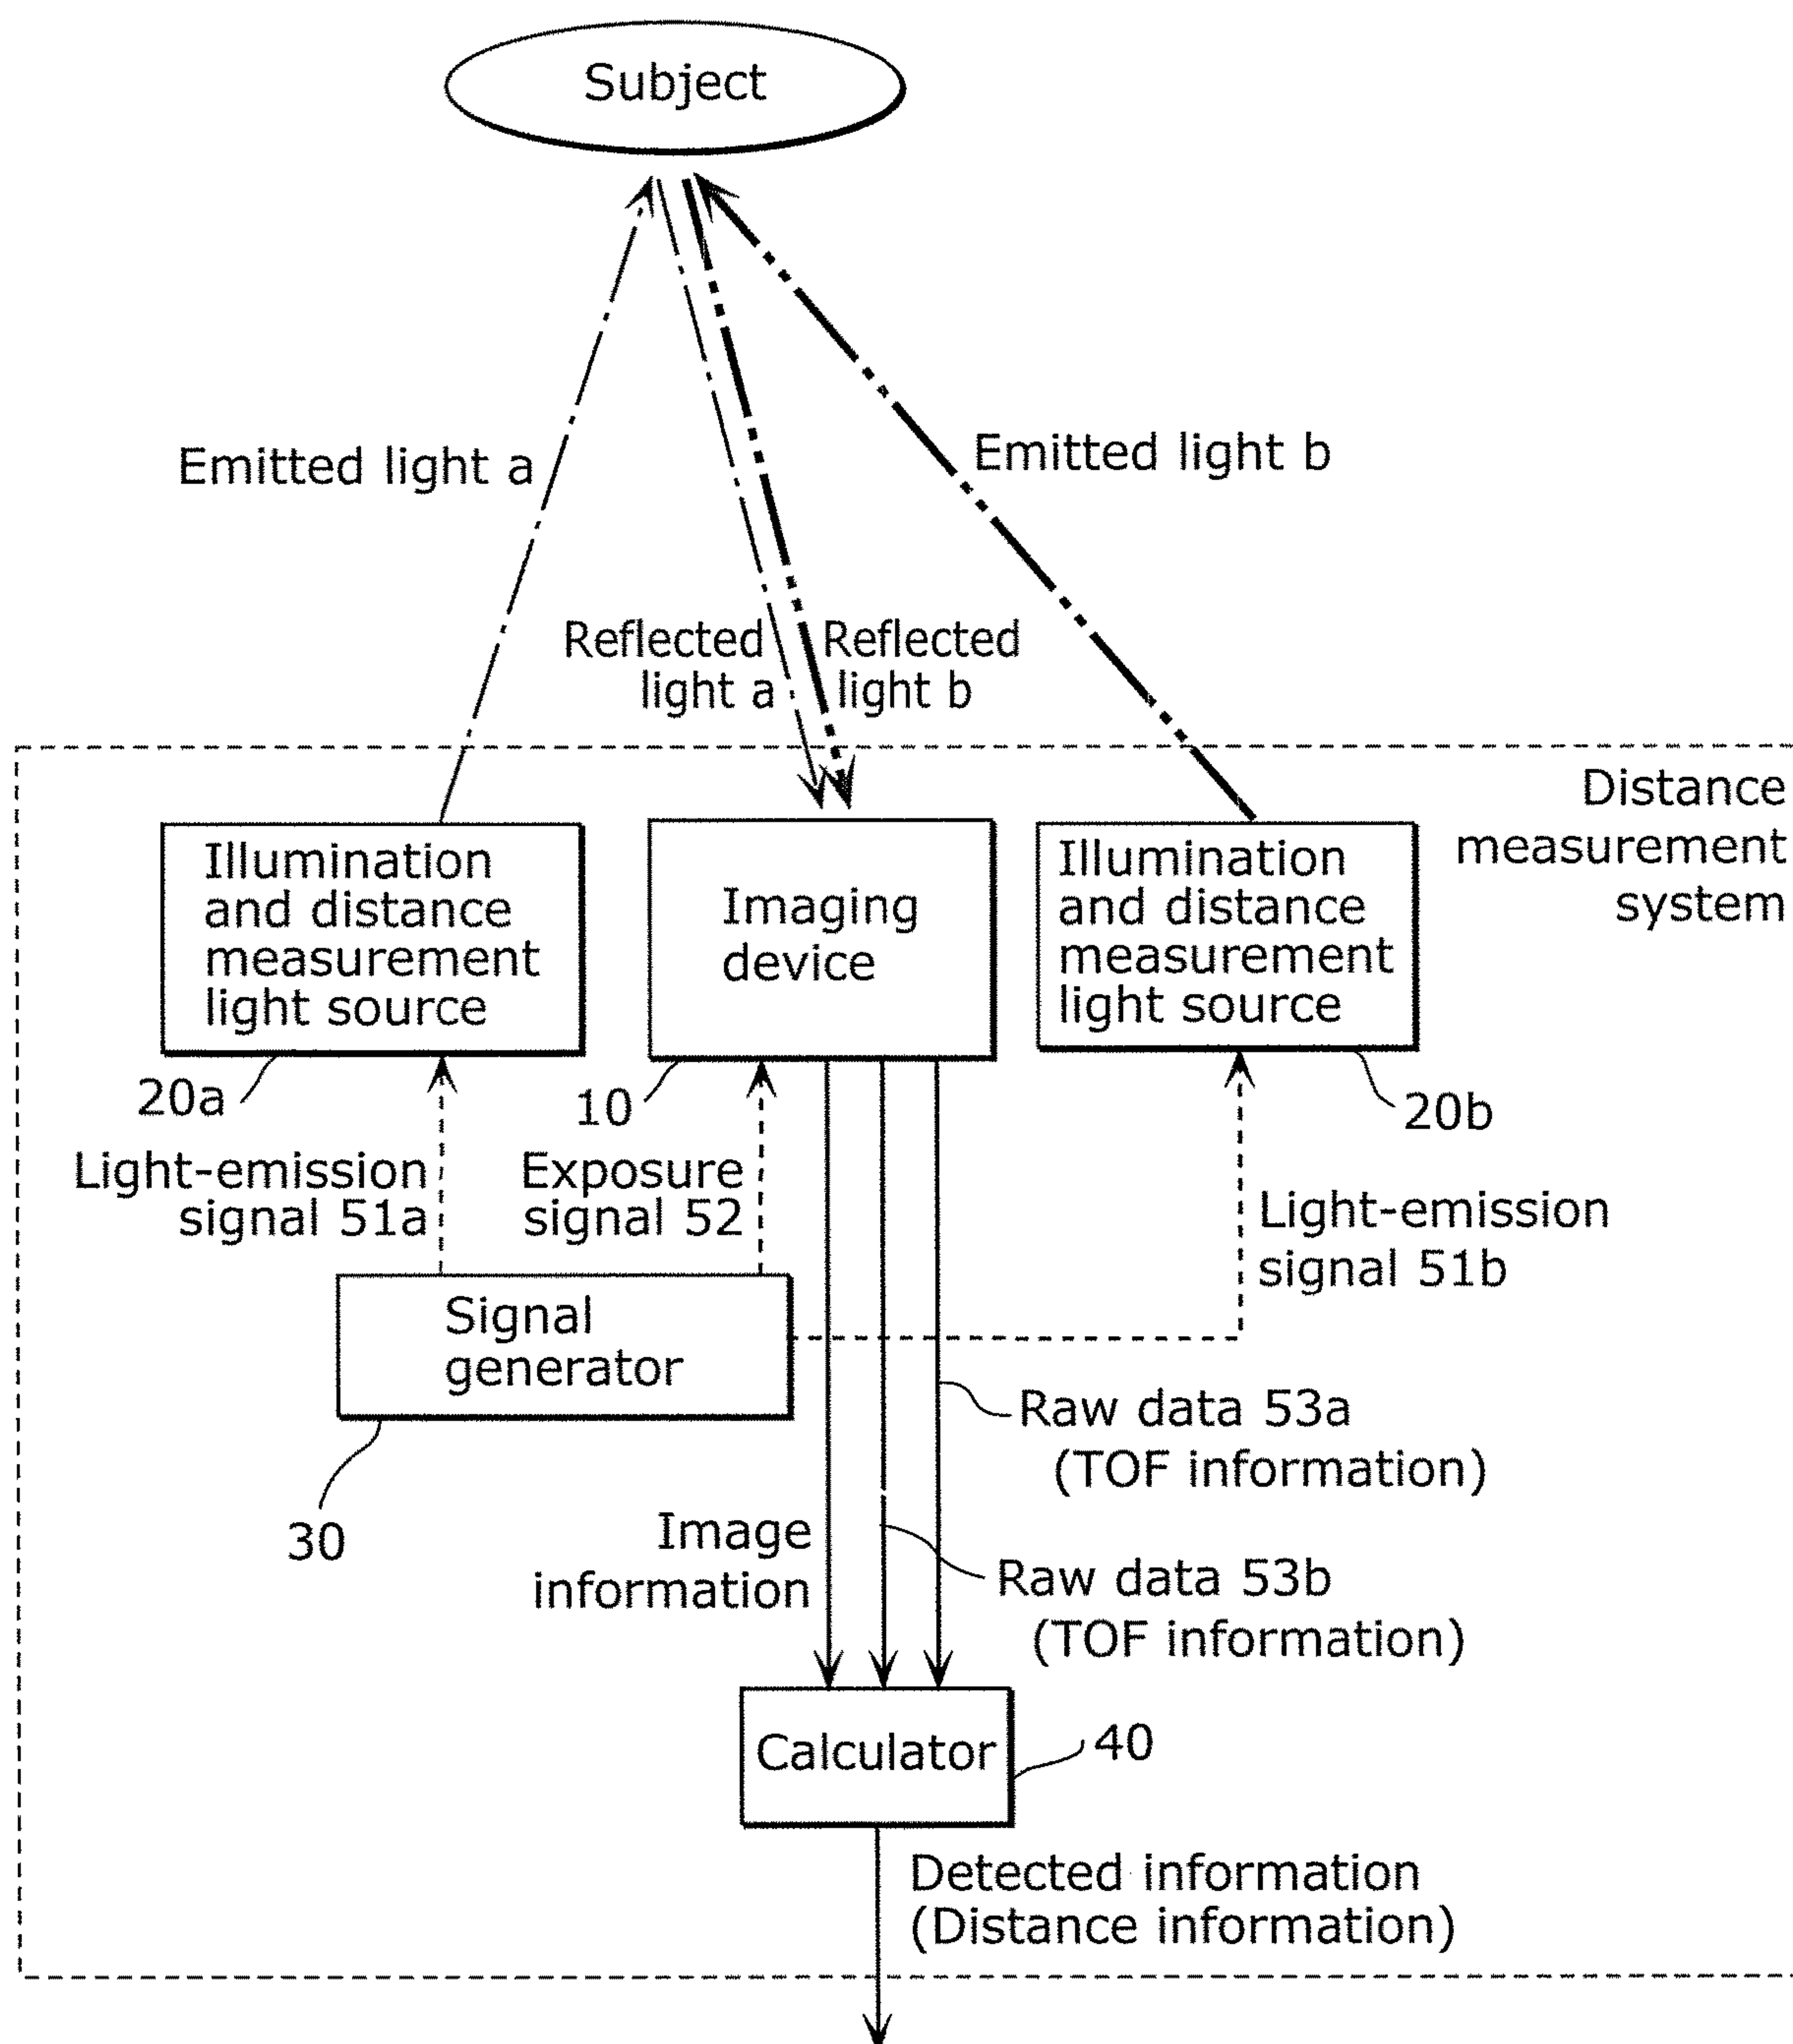 Subject
Emitted light a
Emitted light b
Reflected
light a
Reflected
light b
Distance
measurement
system
Illumination
and distance
measurement
light source
Imaging
device
Illumination
and distance
measurement
light source
20a
10
20b
Light-emission
signal 51a
Exposure
signal 52
Light-emission
signal 51b
Signal
generator
30
Raw data 53a
(TOF information)
Image
information
Raw data 53b
(TOF information)
Calculator
40
Detected information
(Distance information)